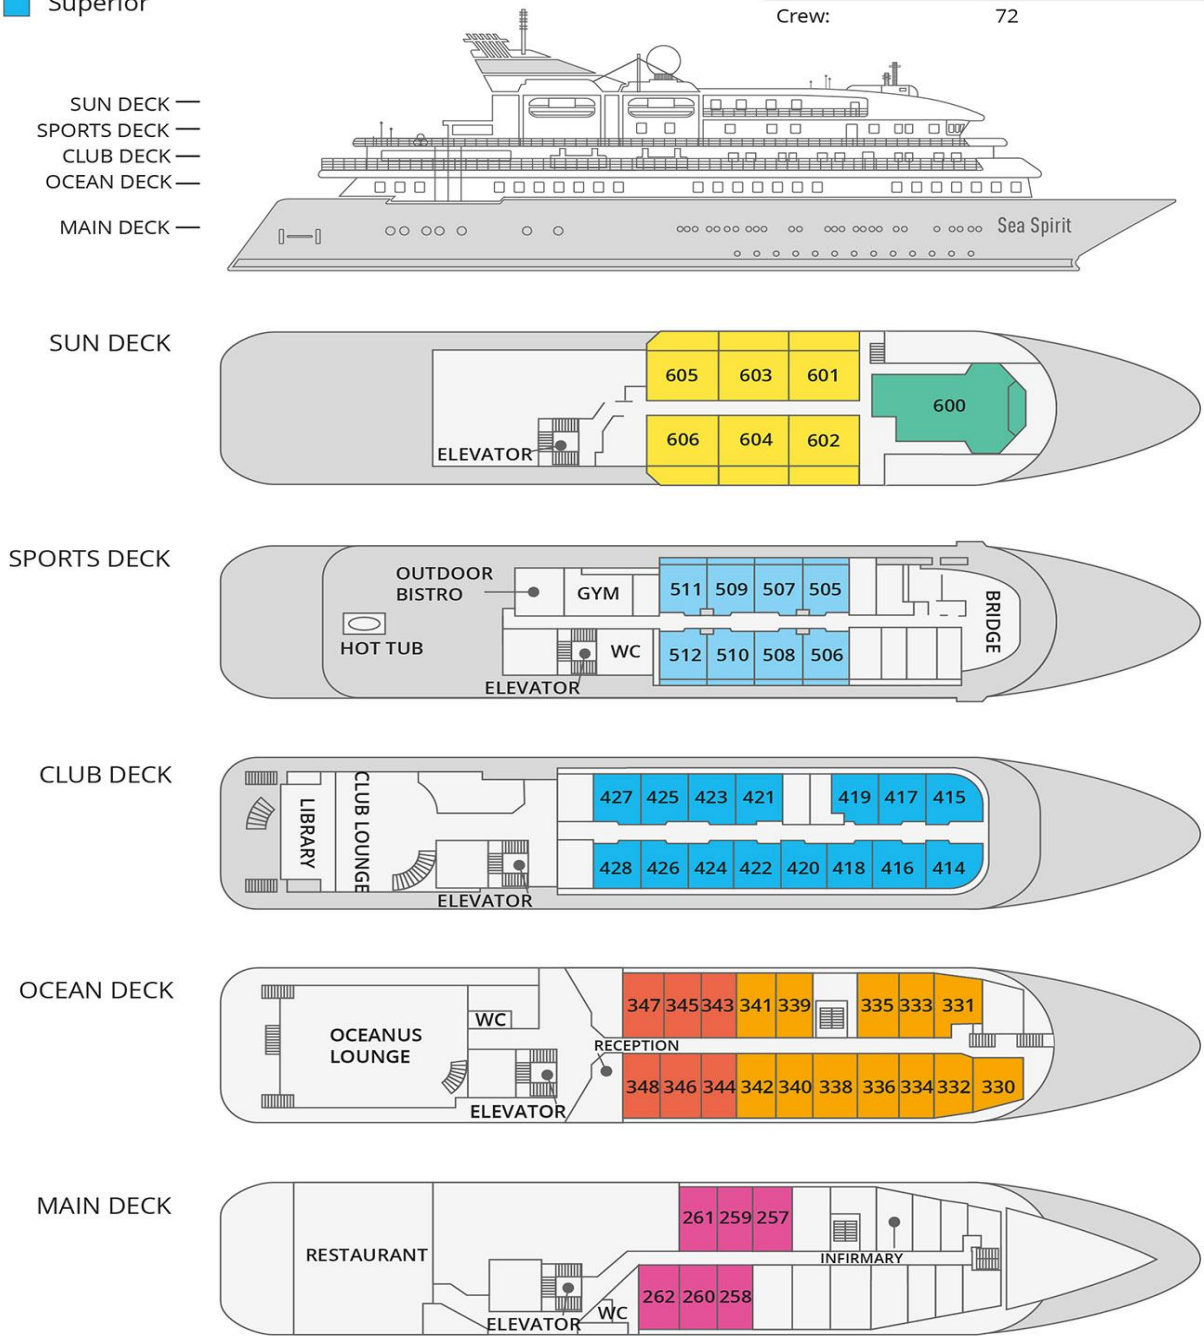 Superior
Crew: 72
SUN DECK
SPORTS DECK
CLUB DECK
OCEAN DECK
MAIN DECK
Sea Spirit
SUN DECK
605 603 601
600
606 604 602
ELEVATOR
SPORTS DECK
OUTDOOR
BISTRO
GYM
511 509 507 505
BRIDGE
HOT TUB
WC
512 510 508 506
ELEVATOR
CLUB DECK
LIBRARY
CLUB LOUNGE
427 425 423 421 419 417 415
428 426 424 422 420 418 416 414
ELEVATOR
OCEAN DECK
OCEANUS
LOUNGE
WC
347 345 343 341 339 335 333 331
RECEPTION
348 346 344 342 340 338 336 334 332 330
ELEVATOR
MAIN DECK
261 259 257
RESTAURANT
INFIRMARY
262 260 258
WC
ELEVATOR